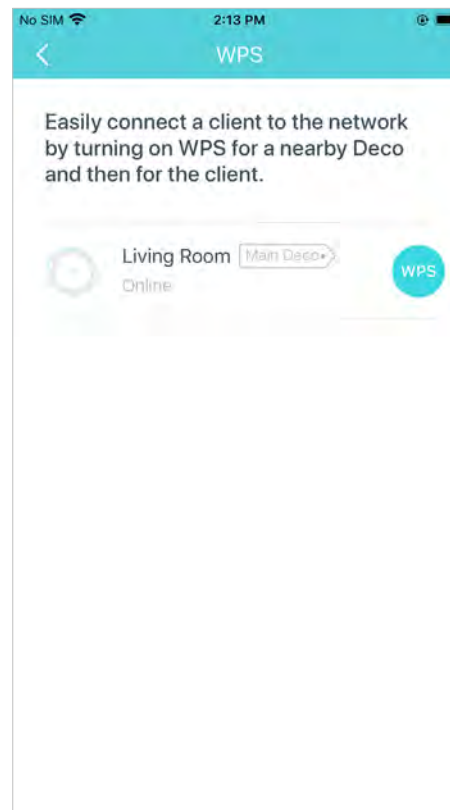 No SIM 2:13 PM
WPS
Easily connect a client to the network
by turning on WPS for a nearby Deco
and then for the client.
Living Room Main Deco
WPS
Online